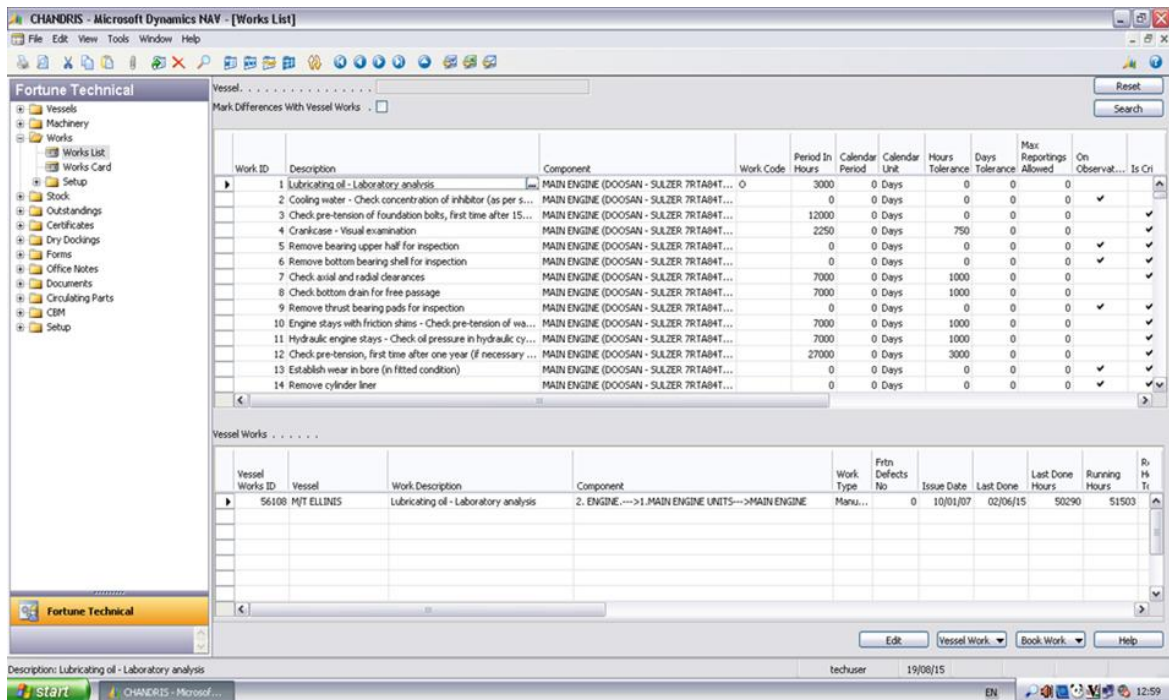 CHANDRIS - Microsoft Dynamics NAV - [Works List]
File Edit View Tools Window Help
Fortune Technical
Vessels
Machinery
Works
Works List
Works Card
Setup
Stock
Outstandings
Certificates
Dry Dockings
Forms
Office Notes
Documents
Circulating Parts
CBM
Setup
Fortune Technical
Vessel. . . . . . . . . . . . . . . .
Reset
Mark Differences With Vessel Works .
Search
Work ID Description Component Work Code Period In Hours Calendar Period Calendar Unit Hours Tolerance Days Tolerance Max Reportings Allowed On Observat... Is Cri
1 Lubricating oil - Laboratory analysis ... MAIN ENGINE (DOOSAN - SULZER 7RTA84T... O 3000 0 Days 0 0 0
2 Cooling water - Check concentration of inhibitor (as per s... MAIN ENGINE (DOOSAN - SULZER 7RTA84T... 0 0 Days 0 0 0 ✔
3 Check pre-tension of foundation bolts, first time after 15... MAIN ENGINE (DOOSAN - SULZER 7RTA84T... 12000 0 Days 0 0 0 ✔
4 Crankcase - Visual examination MAIN ENGINE (DOOSAN - SULZER 7RTA84T... 2250 0 Days 750 0 0 ✔
5 Remove bearing upper half for inspection MAIN ENGINE (DOOSAN - SULZER 7RTA84T... 0 0 Days 0 0 0 ✔ ✔
6 Remove bottom bearing shell for inspection MAIN ENGINE (DOOSAN - SULZER 7RTA84T... 0 0 Days 0 0 0 ✔ ✔
7 Check axial and radial clearances MAIN ENGINE (DOOSAN - SULZER 7RTA84T... 7000 0 Days 1000 0 0 ✔
8 Check bottom drain for free passage MAIN ENGINE (DOOSAN - SULZER 7RTA84T... 7000 0 Days 1000 0 0
9 Remove thrust bearing pads for inspection MAIN ENGINE (DOOSAN - SULZER 7RTA84T... 0 0 Days 0 0 0 ✔ ✔
10 Engine stays with friction shims - Check pre-tension of wa... MAIN ENGINE (DOOSAN - SULZER 7RTA84T... 7000 0 Days 1000 0 0 ✔
11 Hydraulic engine stays - Check oil pressure in hydraulic cy... MAIN ENGINE (DOOSAN - SULZER 7RTA84T... 7000 0 Days 1000 0 0 ✔
12 Check pre-tension, first time after one year (if necessary ... MAIN ENGINE (DOOSAN - SULZER 7RTA84T... 27000 0 Days 3000 0 0 ✔
13 Establish wear in bore (in fitted condition) MAIN ENGINE (DOOSAN - SULZER 7RTA84T... 0 0 Days 0 0 0 ✔ ✔
14 Remove cylinder liner MAIN ENGINE (DOOSAN - SULZER 7RTA84T... 0 0 Days 0 0 0 ✔ ✔
Vessel Works . . . . . .
Vessel Works ID Vessel Work Description Component Work Type Frtn Defects No Issue Date Last Done Last Done Hours Running Hours
56108 M/T ELLINIS Lubricating oil - Laboratory analysis 2. ENGINE.--->1.MAIN ENGINE UNITS--->MAIN ENGINE Manu... 0 10/01/07 02/06/15 50290 51503
Edit Vessel Work Book Work Help
Description: Lubricating oil - Laboratory analysis techuser 19/08/15
start CHANDRIS - Microsof... EN 12:59